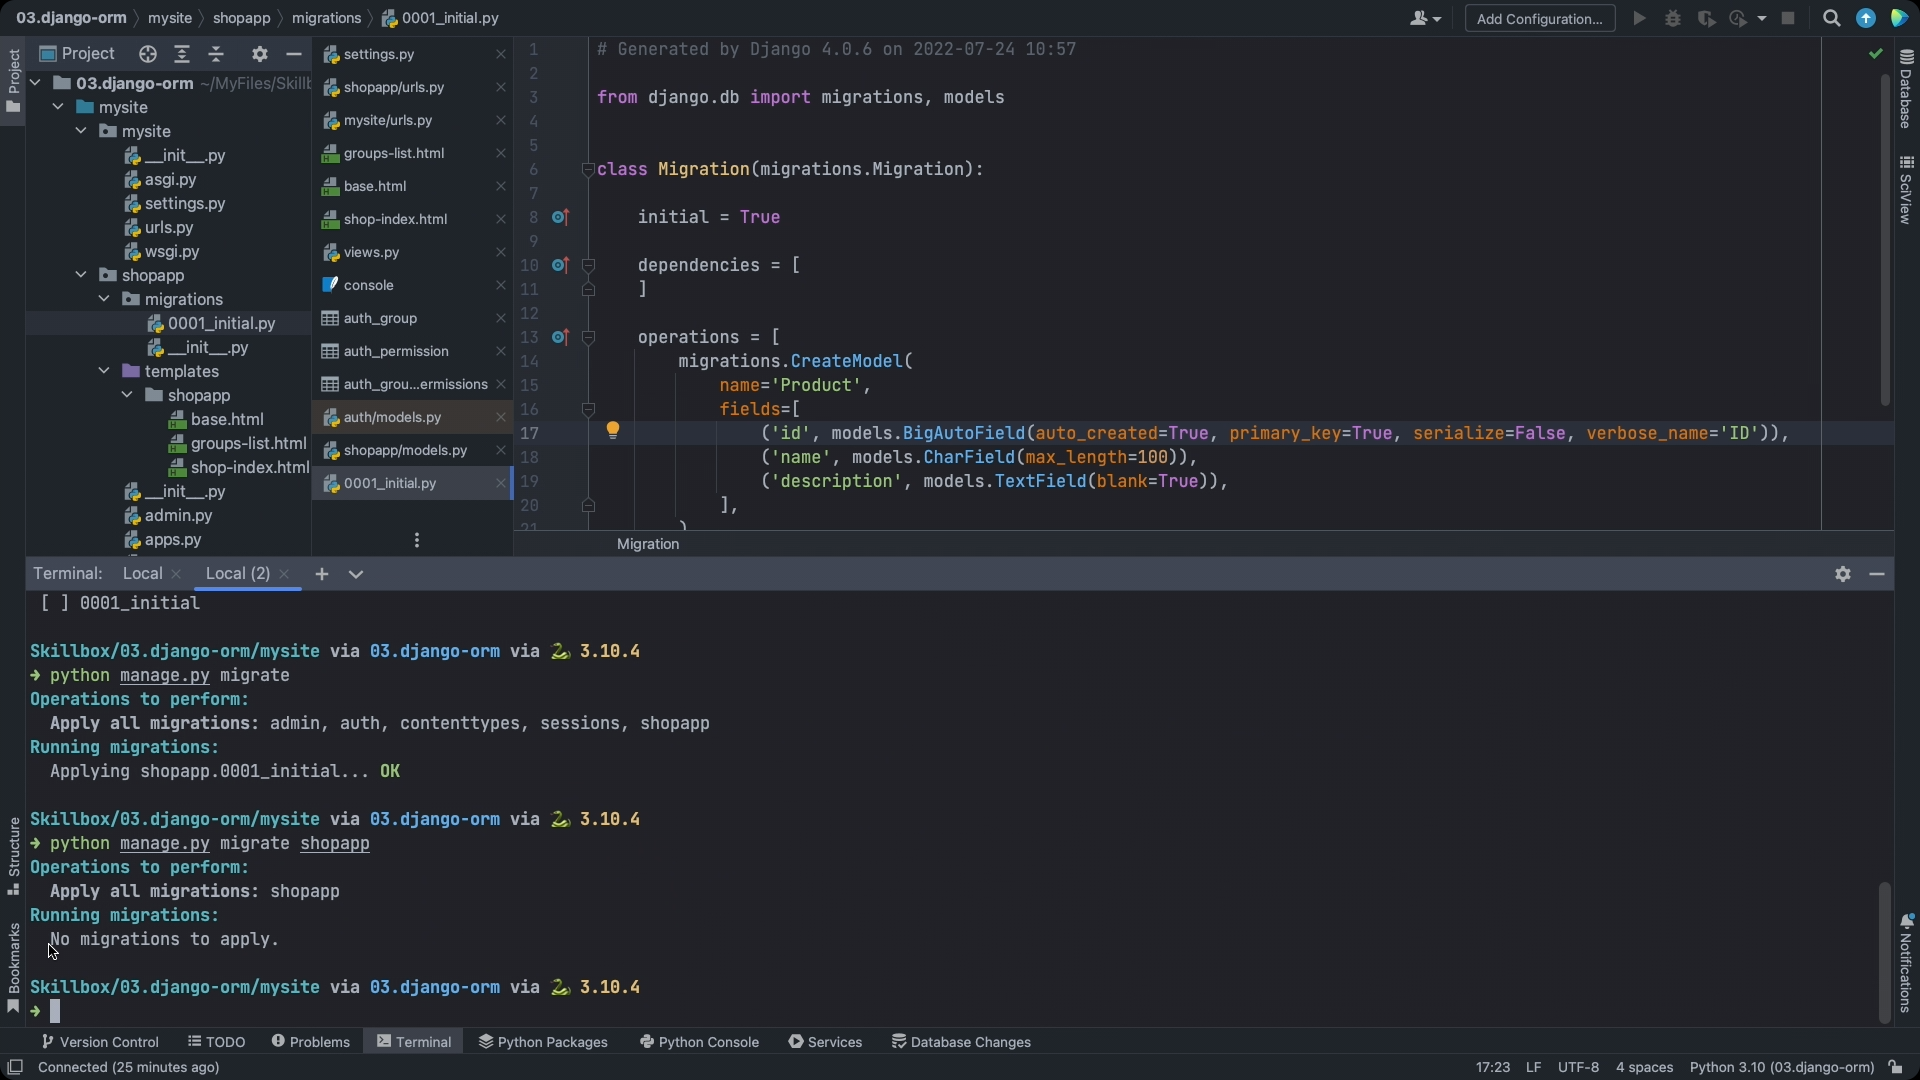 03.django-orm mysite shopapp migrations 0001_initial.py
Add Configuration...
Project
Project
03.django-orm ~/MyFiles/Skillb
mysite
mysite
__init__.py
asgi.py
settings.py
urls.py
wsgi.py
shopapp
migrations
0001_initial.py
__init__.py
templates
shopapp
base.html
groups-list.html
shop-index.html
__init__.py
admin.py
apps.py
settings.py
shopapp/urls.py
mysite/urls.py
groups-list.html
base.html
shop-index.html
views.py
console
auth_group
auth_permission
auth_grou...ermissions
auth/models.py
shopapp/models.py
0001_initial.py
1 # Generated by Django 4.0.6 on 2022-07-24 10:57
2
3 from django.db import migrations, models
4
5
6 class Migration(migrations.Migration):
7
8 initial = True
9
10 dependencies = [
11 ]
12
13 operations = [
14 migrations.CreateModel(
15 name='Product',
16 fields=[
17 ('id', models.BigAutoField(auto_created=True, primary_key=True, serialize=False, verbose_name='ID')),
18 ('name', models.CharField(max_length=100)),
19 ('description', models.TextField(blank=True)),
20 ],
21 )
Migration
Database
SciView
Notifications
Structure
Bookmarks
Terminal: Local Local (2)
[ ] 0001_initial
Skillbox/03.django-orm/mysite via 03.django-orm via 🐍 3.10.4
➜ python manage.py migrate
Operations to perform:
Apply all migrations: admin, auth, contenttypes, sessions, shopapp
Running migrations:
Applying shopapp.0001_initial... OK
Skillbox/03.django-orm/mysite via 03.django-orm via 🐍 3.10.4
➜ python manage.py migrate shopapp
Operations to perform:
Apply all migrations: shopapp
Running migrations:
No migrations to apply.
Skillbox/03.django-orm/mysite via 03.django-orm via 🐍 3.10.4
➜
Version Control TODO Problems Terminal Python Packages Python Console Services Database Changes
Connected (25 minutes ago) 17:23 LF UTF-8 4 spaces Python 3.10 (03.django-orm)